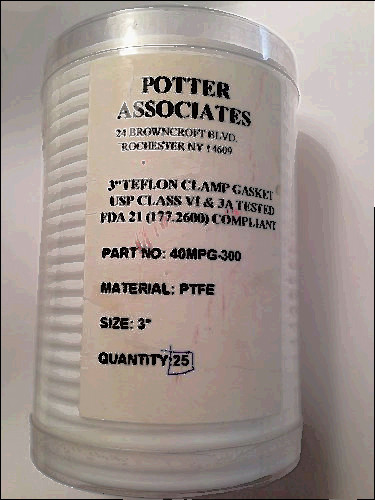 POTTER
ASSOCIATES
24 BROWNCROFT BLVD.
ROCHESTER NY 14609
3" TEFLON CLAMP GASKET
USP CLASS VI & 3A TESTED
FDA 21 (177.2600) COMPLIANT
PART NO: 40MPG-300
MATERIAL: PTFE
SIZE: 3"
QUANTITY:25